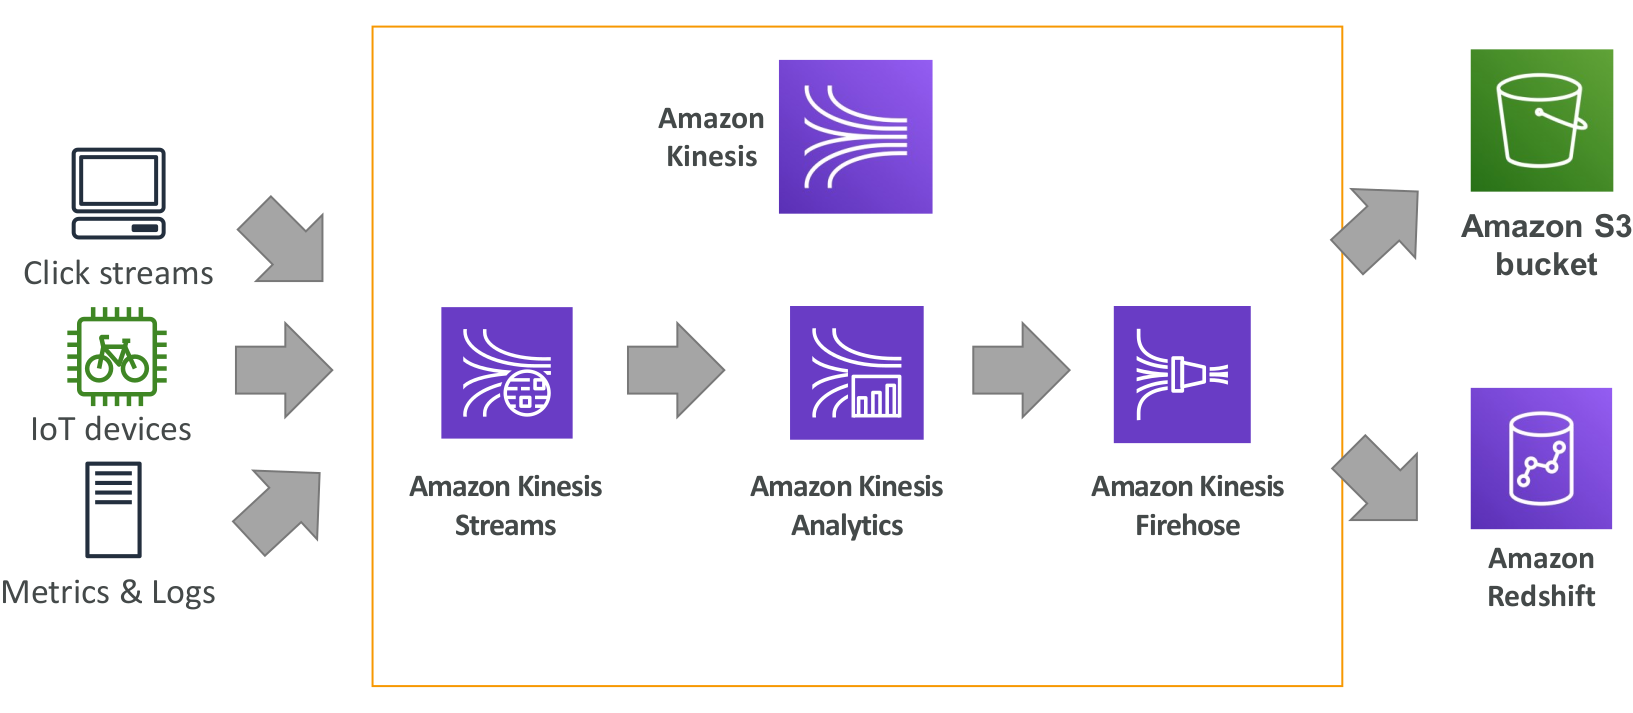 Click streams
IoT devices
Metrics & Logs
Amazon
Kinesis
Amazon Kinesis
Streams
Amazon Kinesis
Analytics
Amazon Kinesis
Firehose
Amazon S3
bucket
Amazon
Redshift